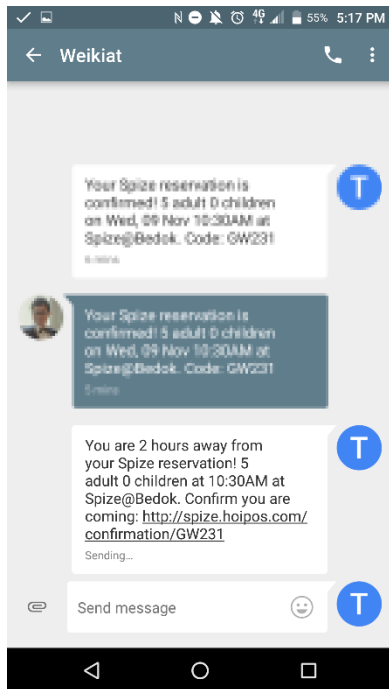 55% 5:17 PM
Weikiat
Your Spize reservation is
confirmed! 5 adult 0 children
on Wed, 09 Nov 10:30AM at
Spize@Bedok. Code: GW231
6 mins
T
Your Spize reservation is
confirmed! 5 adult 0 children
on Wed, 09 Nov 10:30AM at
Spize@Bedok. Code: GW231
5 mins
You are 2 hours away from
your Spize reservation! 5
adult 0 children at 10:30AM at
Spize@Bedok. Confirm you are
coming: http://spize.hoipos.com/
confirmation/GW231
Sending...
T
Send message
T